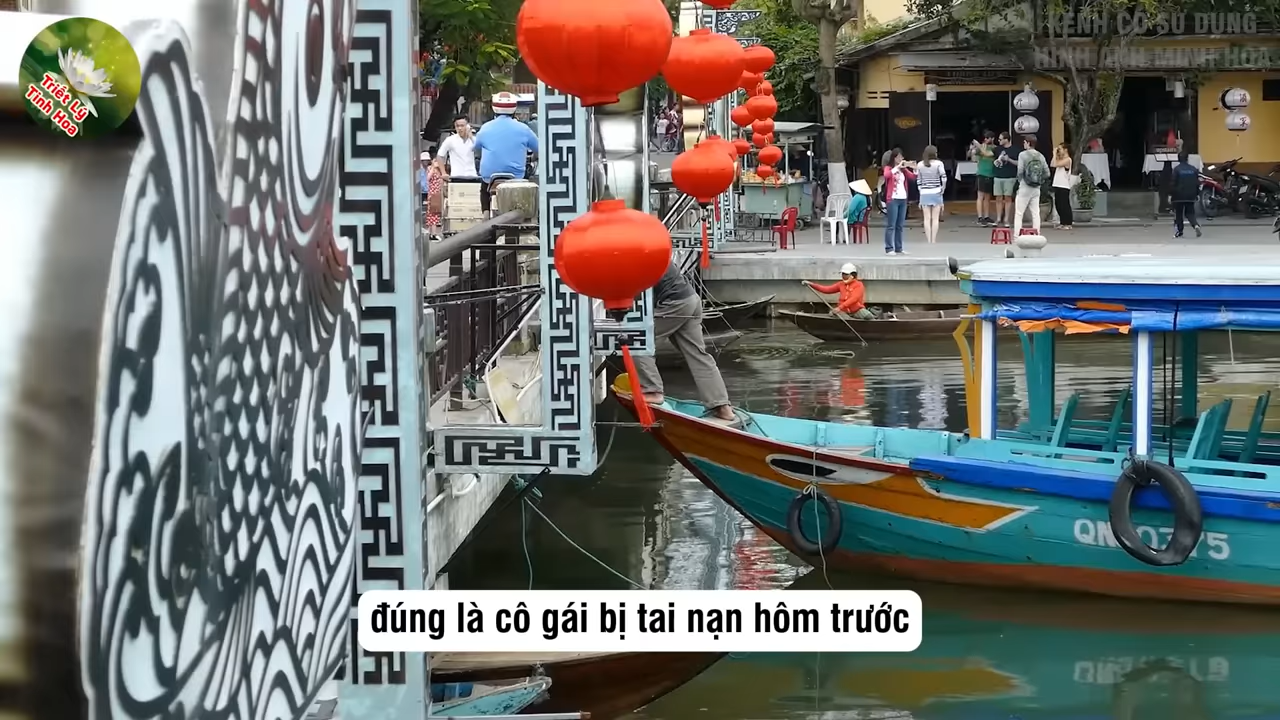 Triết Lý
Tinh Hoa
KÊNH CÓ SỬ DỤNG
HÌNH ẢNH MINH HỌA
đúng là cô gái bị tai nạn hôm trước